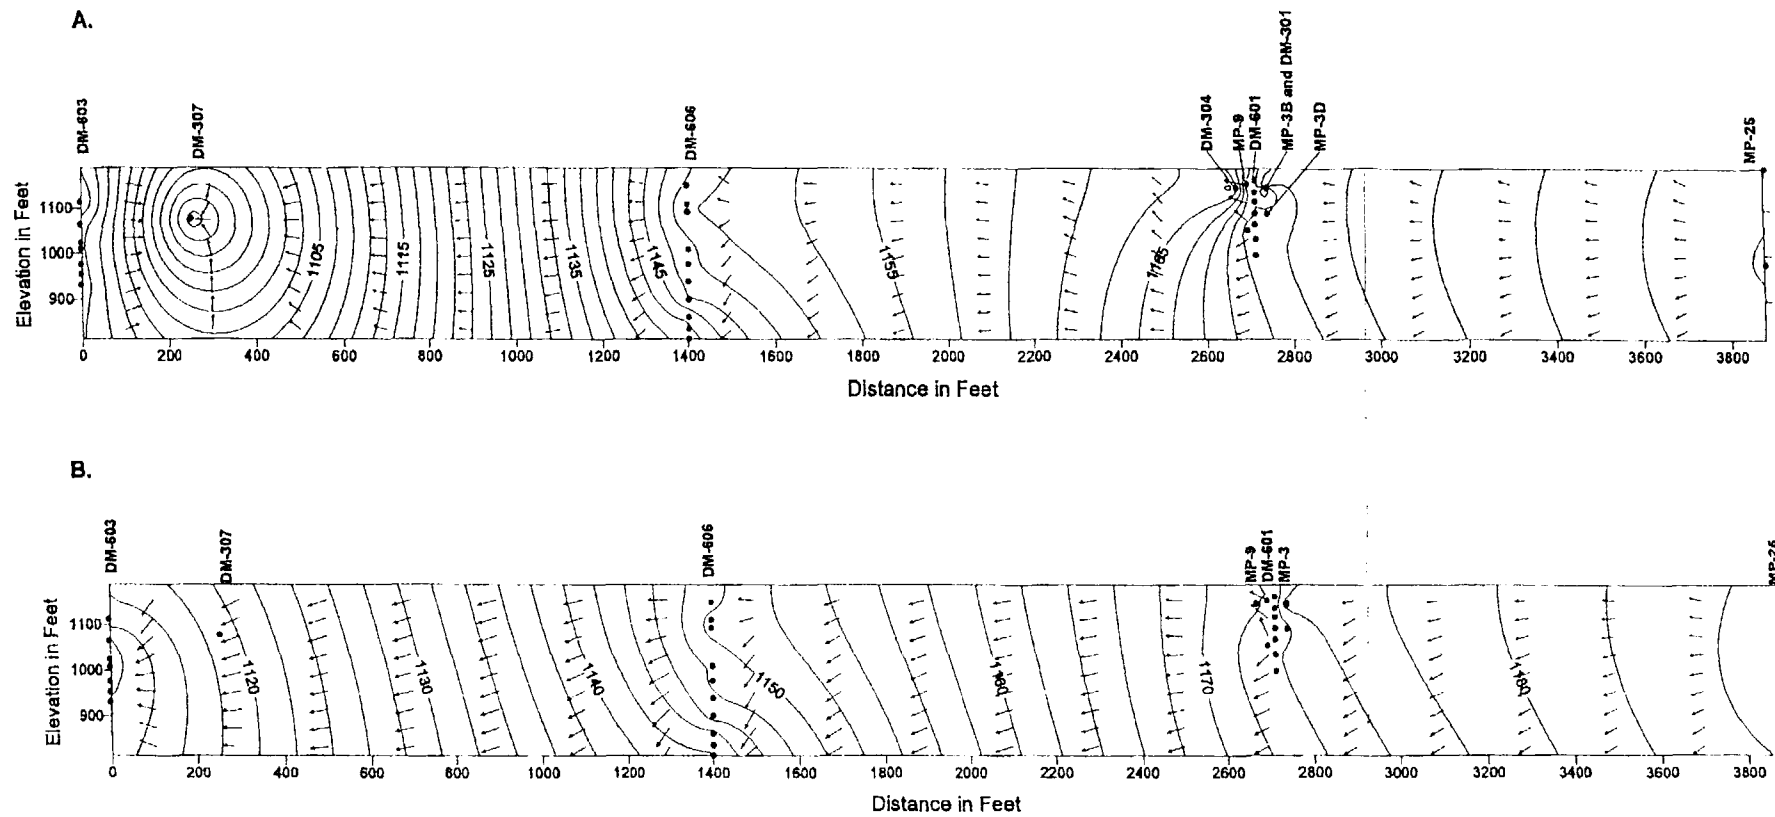 A.
DM-603
DM-307
DM-606
DM-304
MP-9
DM-601
MP-3B and DM-301
MP-3D
MP-25
Elevation in Feet
1100
1000
900
1105
1115
1125
1135
1145
1155
1165
0 200 400 600 800 1000 1200 1400 1600 1800 2000 2200 2400 2600 2800 3000 3200 3400 3600 3800
Distance in Feet
B.
DM-603
DM-307
DM-606
MP-9
DM-601
MP-3
Elevation in Feet
1100
1000
900
1120
1130
1140
1150
1160
1170
1180
0 200 400 600 800 1000 1200 1400 1600 1800 2000 2200 2400 2600 2800 3000 3200 3400 3600 3800
Distance in Feet